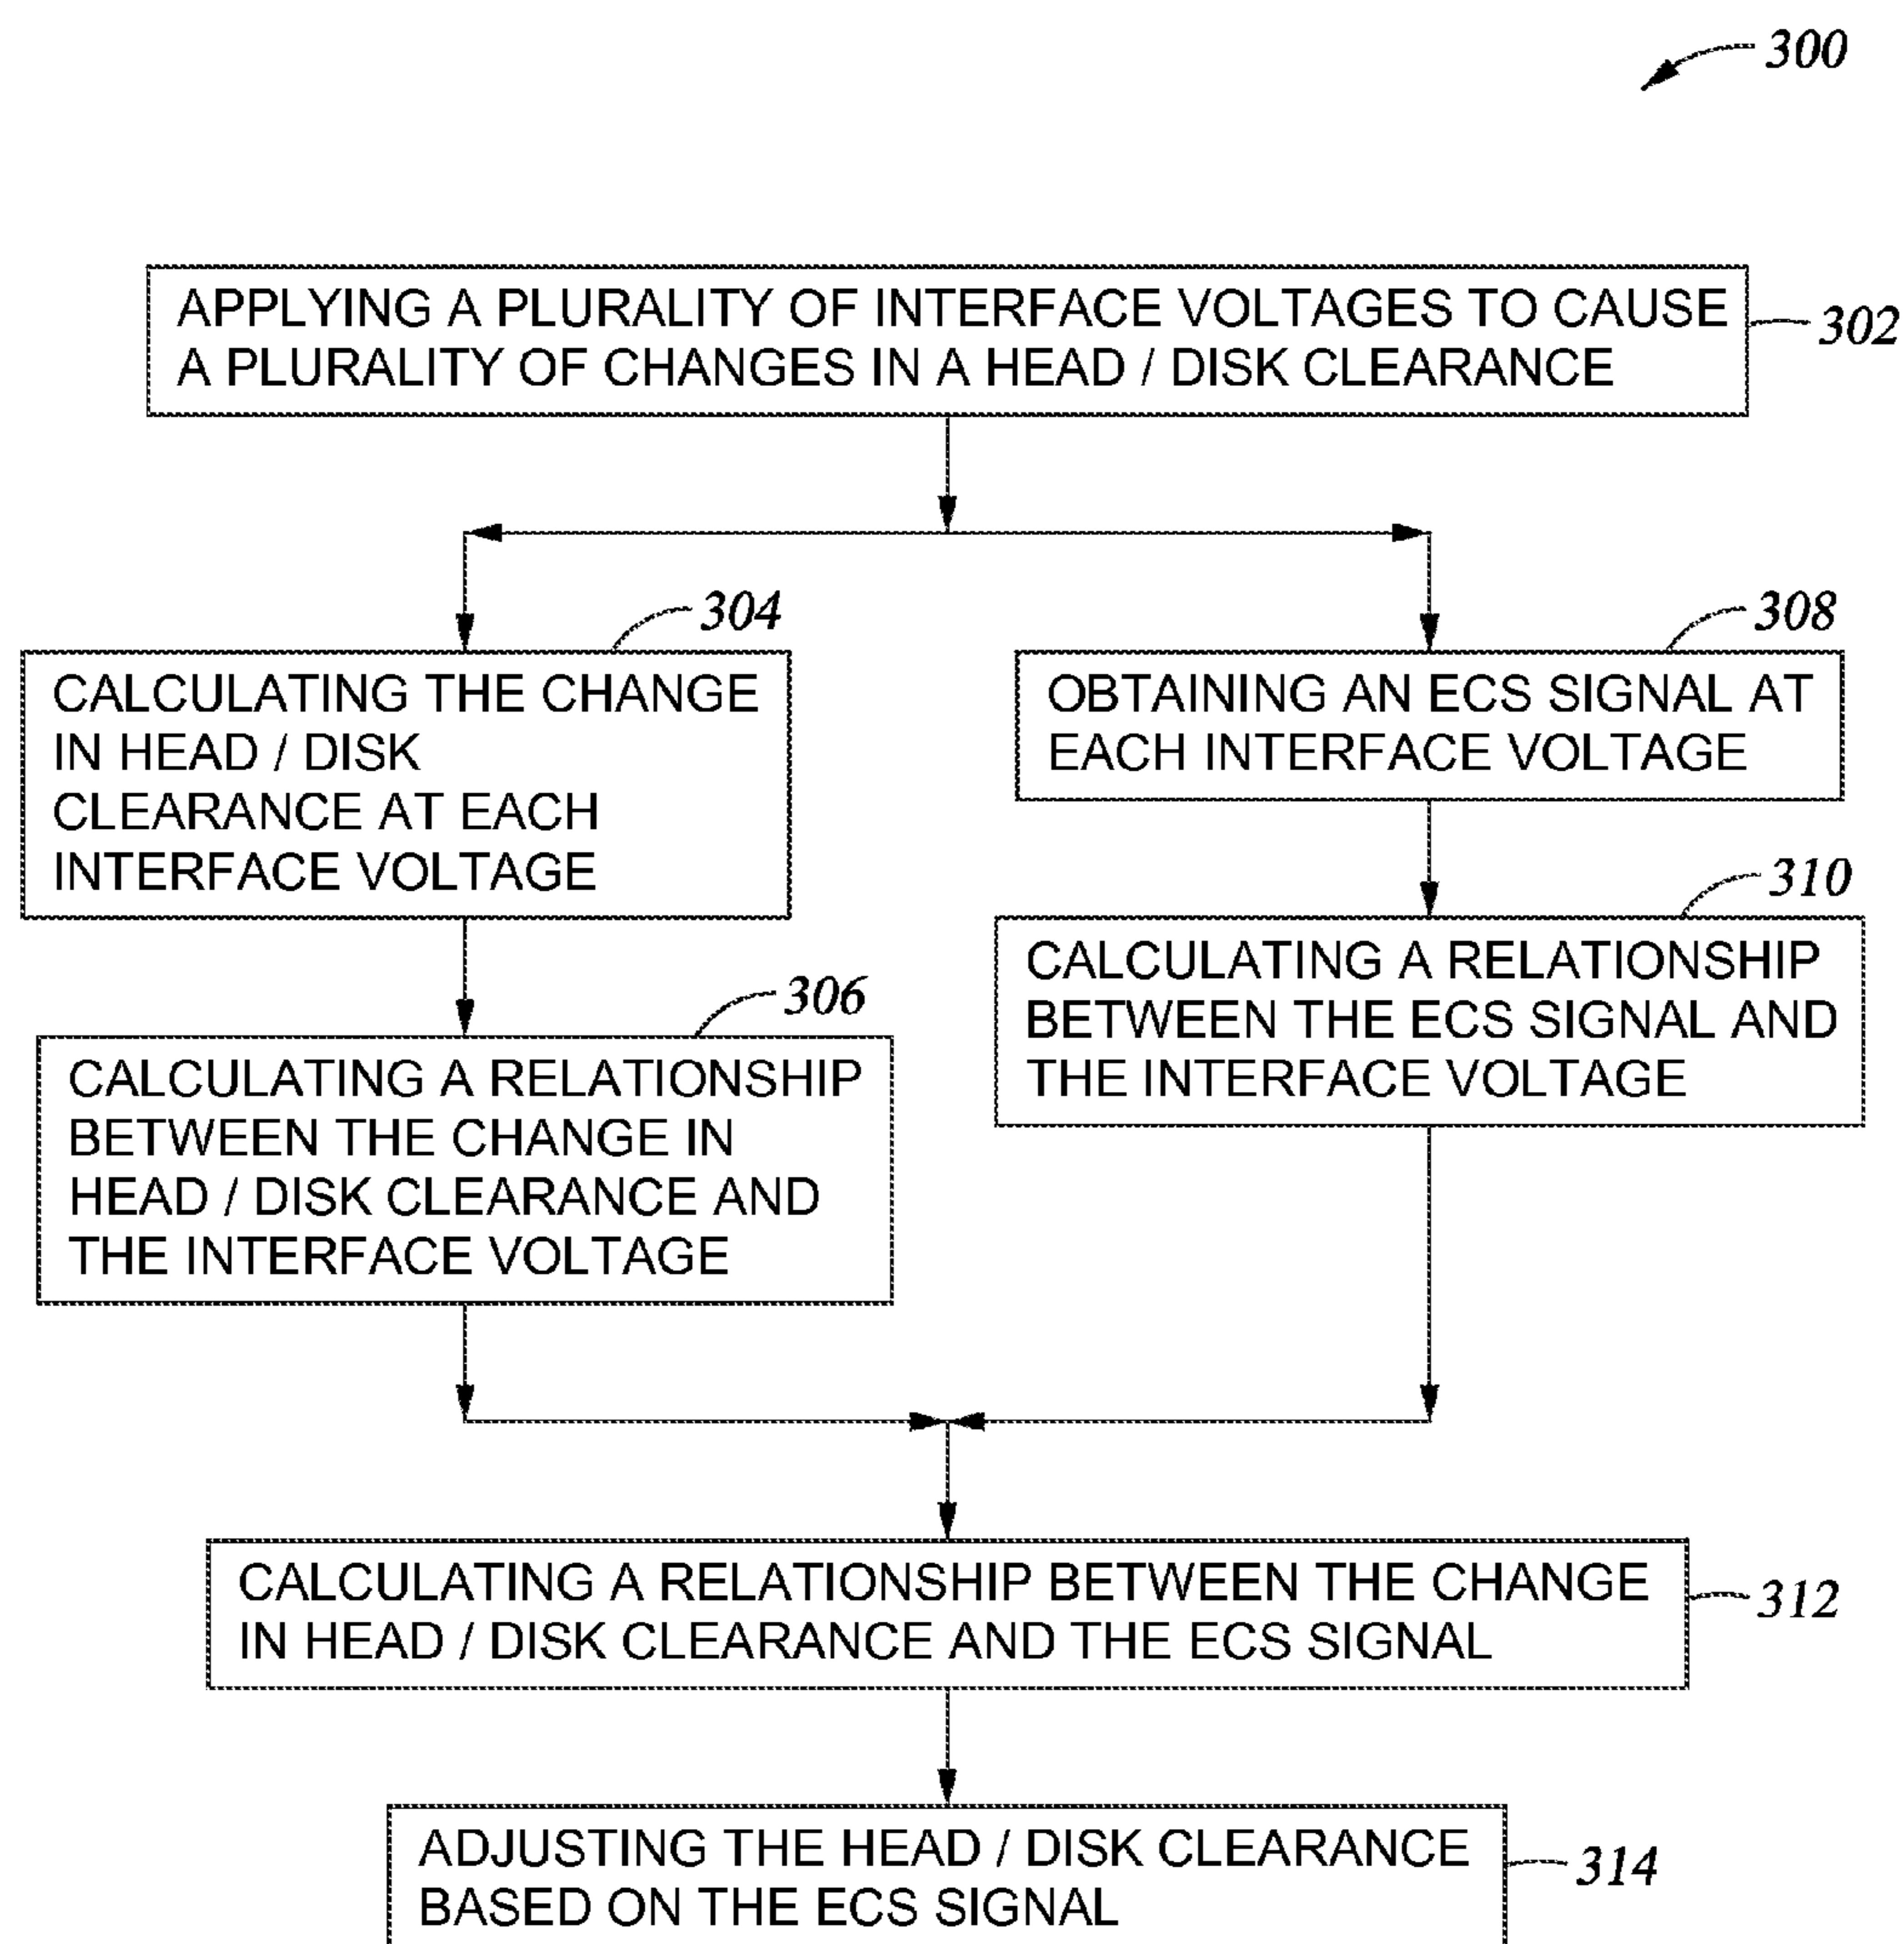 300
APPLYING A PLURALITY OF INTERFACE VOLTAGES TO CAUSE
A PLURALITY OF CHANGES IN A HEAD / DISK CLEARANCE
302
304
CALCULATING THE CHANGE
IN HEAD / DISK
CLEARANCE AT EACH
INTERFACE VOLTAGE
306
CALCULATING A RELATIONSHIP
BETWEEN THE CHANGE IN
HEAD / DISK CLEARANCE AND
THE INTERFACE VOLTAGE
308
OBTAINING AN ECS SIGNAL AT
EACH INTERFACE VOLTAGE
310
CALCULATING A RELATIONSHIP
BETWEEN THE ECS SIGNAL AND
THE INTERFACE VOLTAGE
CALCULATING A RELATIONSHIP BETWEEN THE CHANGE
IN HEAD / DISK CLEARANCE AND THE ECS SIGNAL
312
ADJUSTING THE HEAD / DISK CLEARANCE
BASED ON THE ECS SIGNAL
314